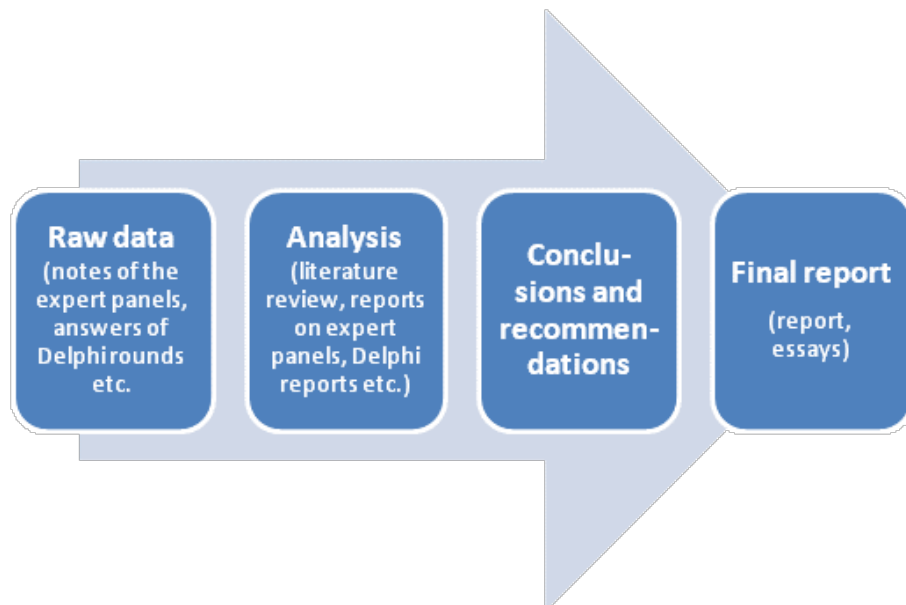 Raw data
(notes of the
expert panels,
answers of
Delphi rounds
etc.
Analysis
(literature
review, reports
on expert
panels, Delphi
reports etc.)
Conclu-
sions and
recommen-
dations
Final report
(report,
essays)